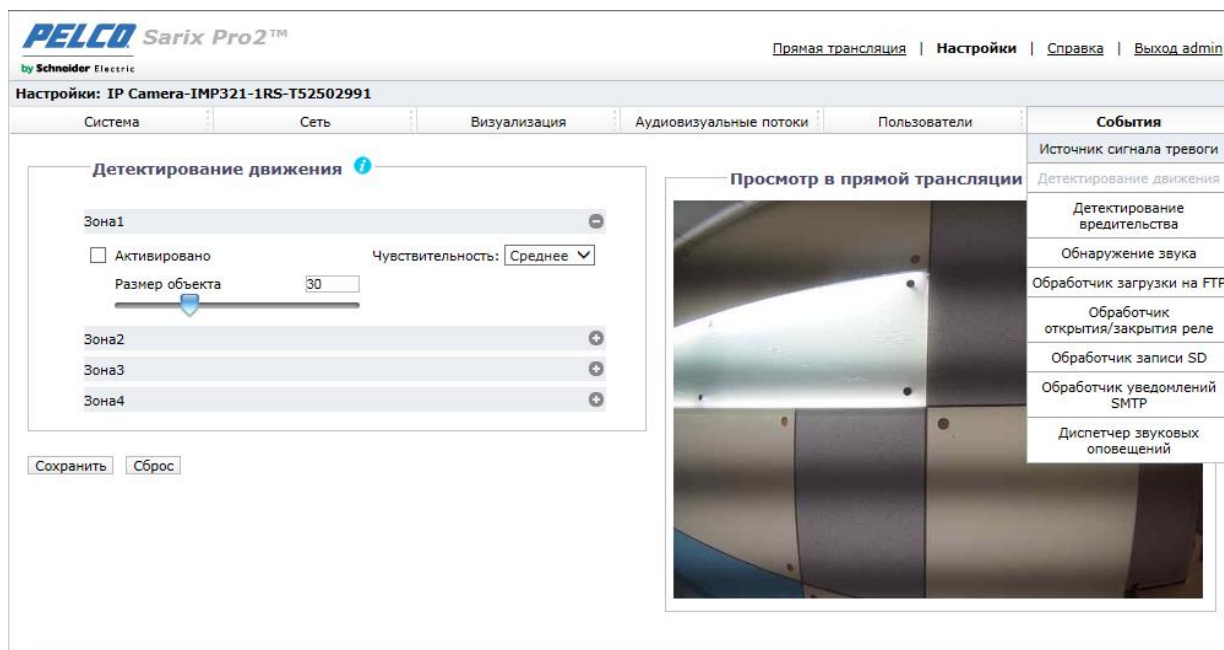 PELCO Sarix Pro2™
by Schneider Electric
Прямая трансляция | Настройки | Справка | Выход admin
Настройки: IP Camera-IMP321-1RS-T52502991
Система Сеть Визуализация Аудиовизуальные потоки Пользователи События
Источник сигнала тревоги
Детектирование движения
Детектирование
вредительства
Обнаружение звука
Обработчик загрузки на FTP
Обработчик
открытия/закрытия реле
Обработчик записи SD
Обработчик уведомлений
SMTP
Диспетчер звуковых
оповещений
Детектирование движения
Зона1
Активировано Чувствительность: Среднее
Размер объекта 30
Зона2
Зона3
Зона4
Сохранить Сброс
Просмотр в прямой трансляции